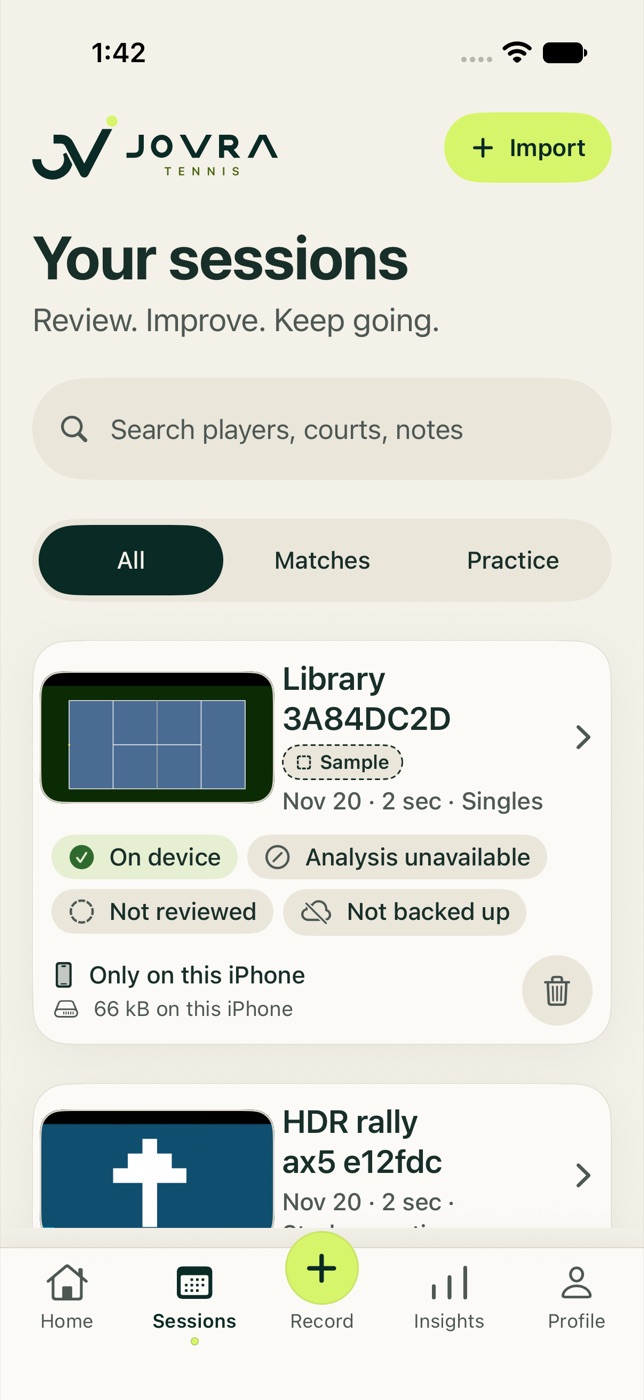 1:42
JOVRA
TENNIS
Import
Your sessions
Review. Improve. Keep going.
Search players, courts, notes
All
Matches
Practice
Library
3A84DC2D
Sample
Nov 20 · 2 sec · Singles
On device
Analysis unavailable
Not reviewed
Not backed up
Only on this iPhone
66 kB on this iPhone
HDR rally
ax5 e12fdc
Nov 20 · 2 sec ·
Home
Sessions
Record
Insights
Profile